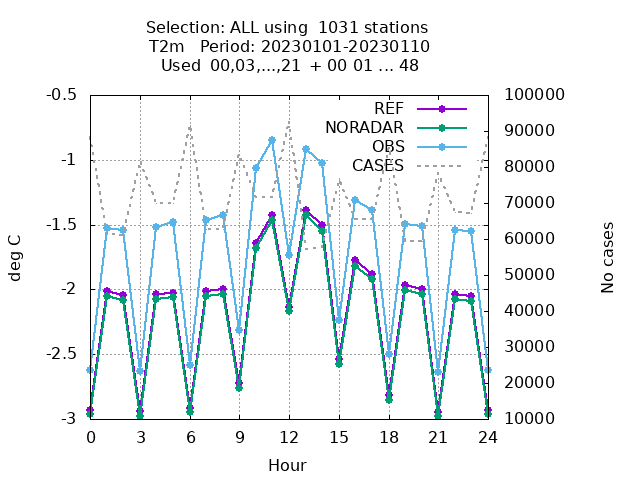 Selection: ALL using  1031 stations
T2m   Period: 20230101-20230110
Used  00,03,...,21  + 00 01 ... 48
REF
NORADAR
OBS
CASES
-0.5
-1
-1.5
-2
-2.5
-3
deg C
100000
90000
80000
70000
60000
50000
40000
30000
20000
10000
No cases
0 3 6 9 12 15 18 21 24
Hour